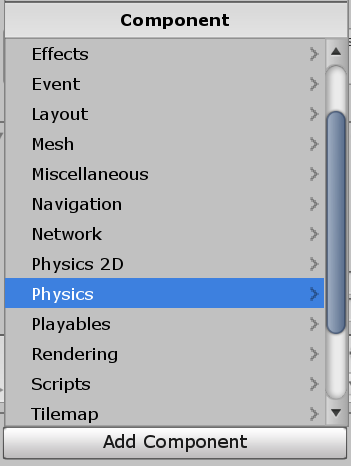 Component
Effects
Event
Layout
Mesh
Miscellaneous
Navigation
Network
Physics 2D
Physics
Playables
Rendering
Scripts
Tilemap
Add Component